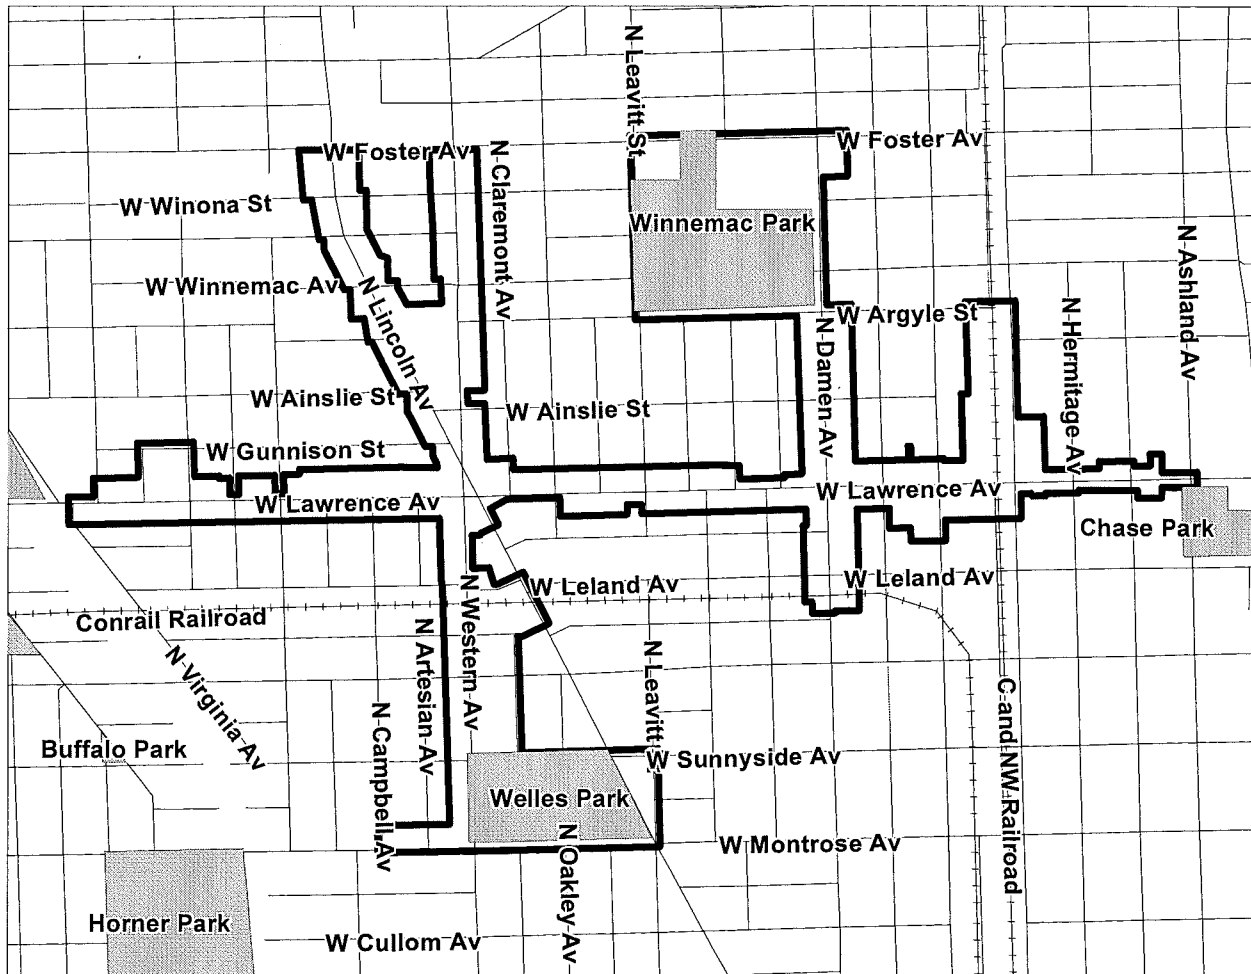 N Leavitt St
W Foster Av
W Foster Av
N Claremont Av
W Winona St
Winnemac Park
N Ashland Av
W Winnemac Av
N Lincoln Av
W Argyle St
N Hermitage Av
N Damen Av
W Ainslie St
W Ainslie St
W Gunnison St
W Lawrence Av
W Lawrence Av
Chase Park
W Leland Av
W Leland Av
Conrail Railroad
N Western Av
N Artesian Av
N Virginia Av
N Leavitt
C and NW Railroad
N Campbell Av
Buffalo Park
W Sunnyside Av
Welles Park
W Montrose Av
N Oakley Av
Horner Park
W Cullom Av